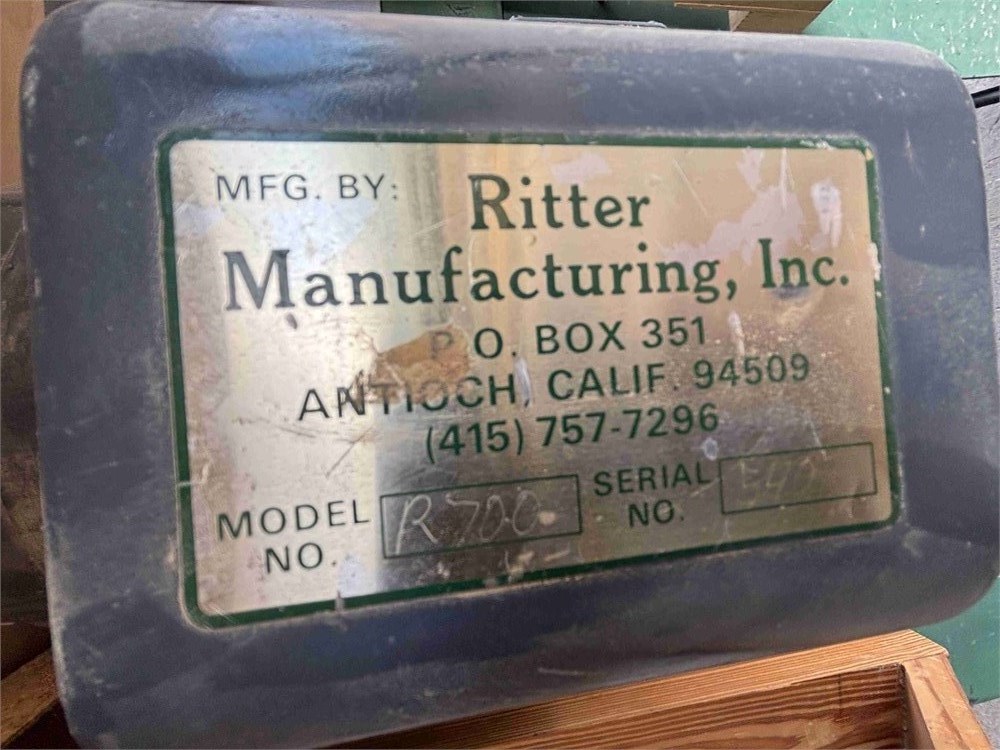 MFG. BY: Ritter
Manufacturing, Inc.
P.O. BOX 351
ANTIOCH, CALIF. 94509
(415) 757-7296
MODEL NO. R700
SERIAL NO.